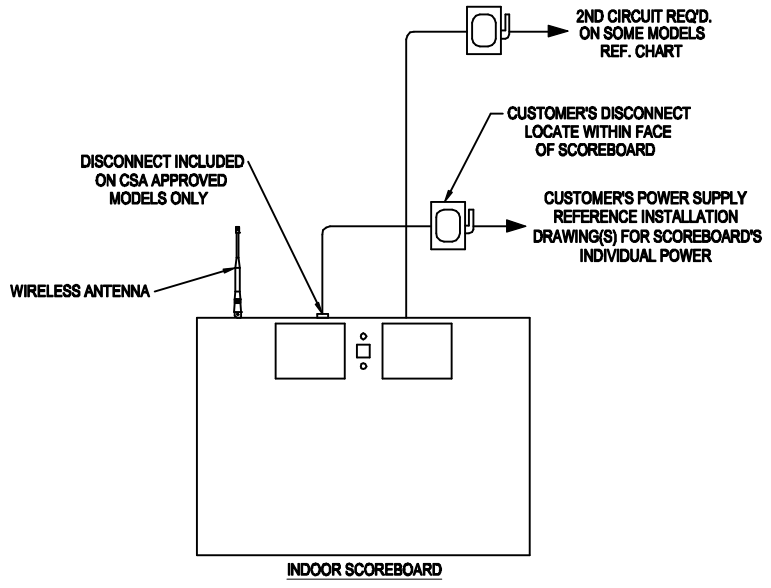 2ND CIRCUIT REQ'D.
ON SOME MODELS
REF. CHART
CUSTOMER'S DISCONNECT
LOCATE WITHIN FACE
OF SCOREBOARD
DISCONNECT INCLUDED
ON CSA APPROVED
MODELS ONLY
CUSTOMER'S POWER SUPPLY
REFERENCE INSTALLATION
DRAWING(S) FOR SCOREBOARD'S
INDIVIDUAL POWER
WIRELESS ANTENNA
INDOOR SCOREBOARD